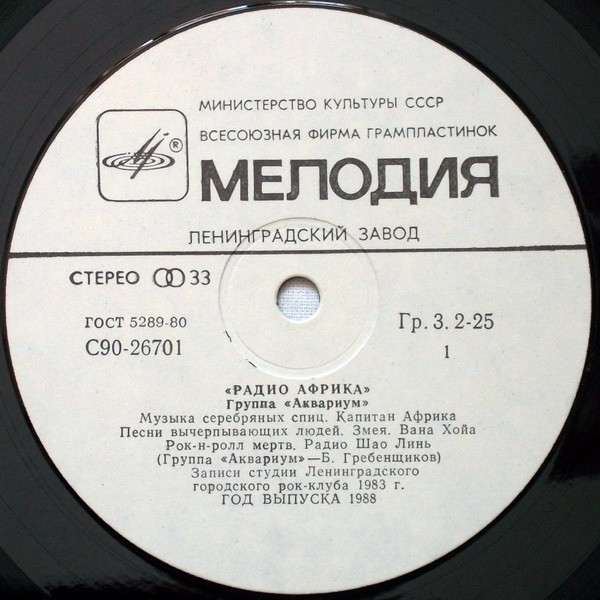 МИНИСТЕРСТВО КУЛЬТУРЫ СССР
ВСЕСОЮЗНАЯ ФИРМА ГРАМПЛАСТИНОК
®
МЕЛОДИЯ
ЛЕНИНГРАДСКИЙ ЗАВОД
СТЕРЕО 33
ГОСТ 5289-80
Гр. 3. 2-25
С90-26701
1
«РАДИО АФРИКА»
Группа «Аквариум»
Музыка серебряных спиц. Капитан Африка
Песни вычерпывающих людей. Змея. Вана Хойа
Рок-н-ролл мертв. Радио Шао Линь
(Группа «Аквариум»—Б. Гребенщиков)
Записи студии Ленинградского
городского рок-клуба 1983 г.
ГОД ВЫПУСКА 1988